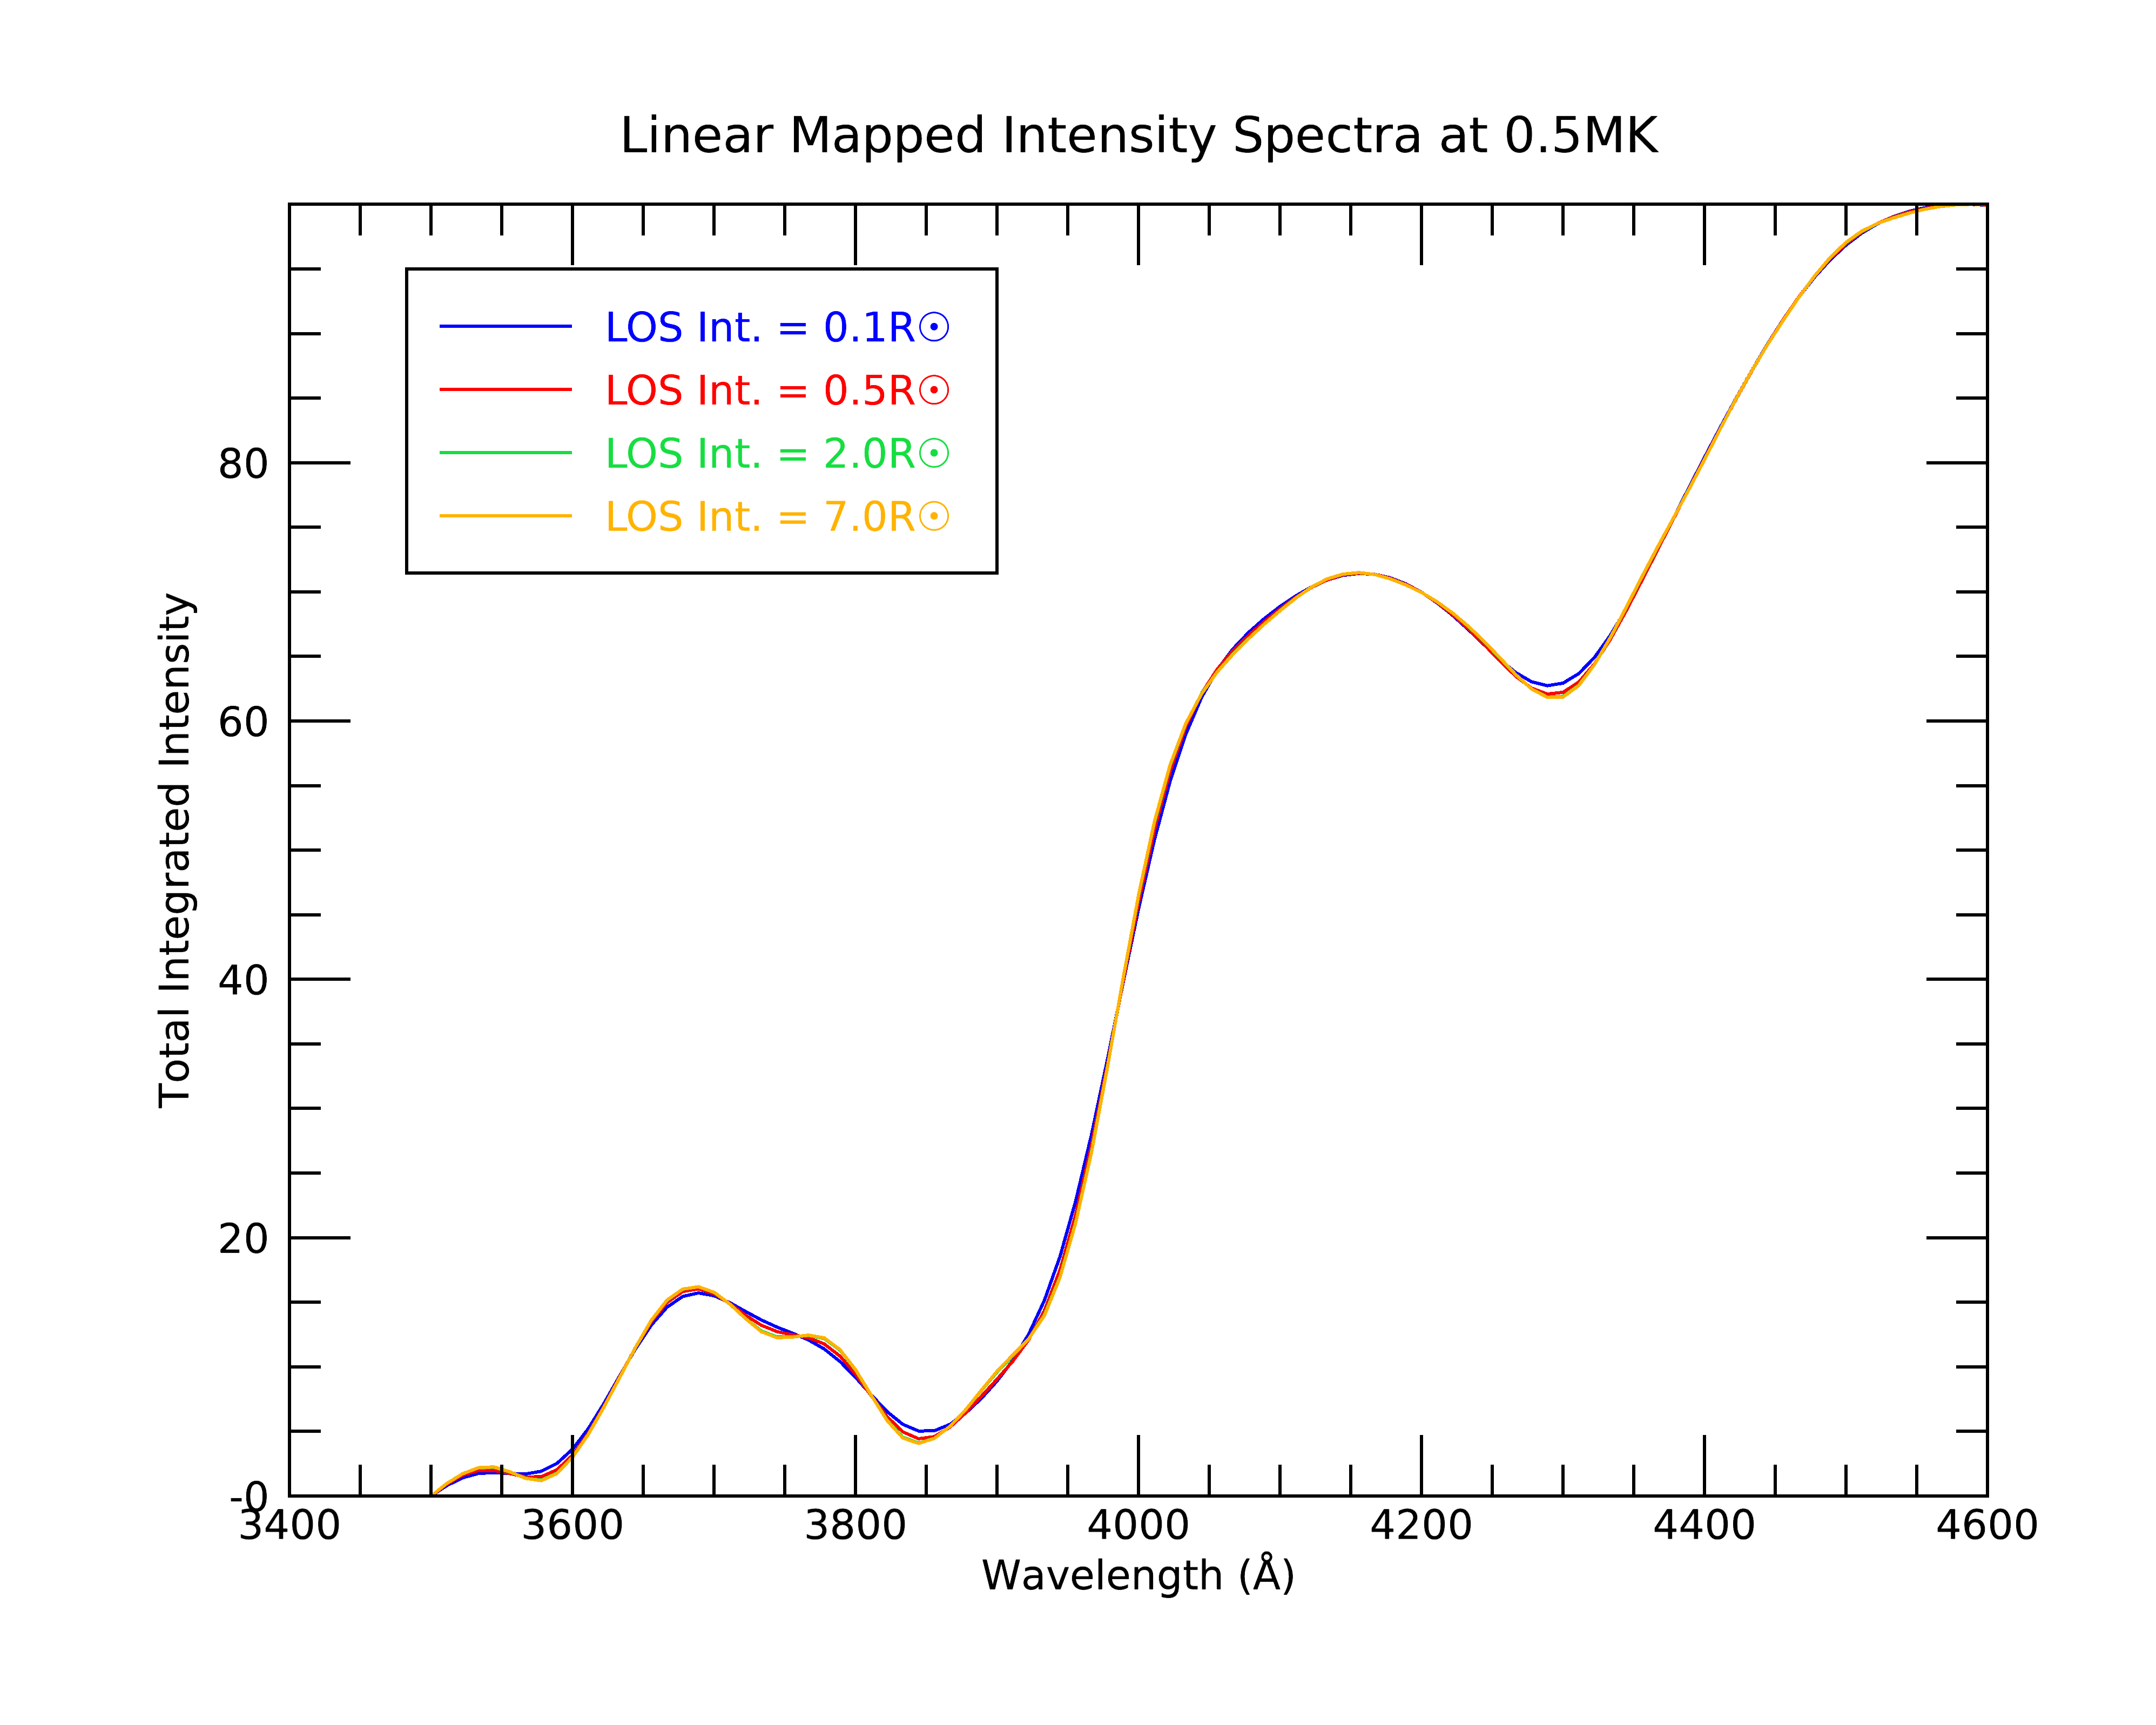 Linear Mapped Intensity Spectra at 0.5MK
LOS Int. = 0.1R☉
LOS Int. = 0.5R☉
LOS Int. = 2.0R☉
LOS Int. = 7.0R☉
Total Integrated Intensity
80
60
40
20
-0
3400 3600 3800 4000 4200 4400 4600
Wavelength (Å)